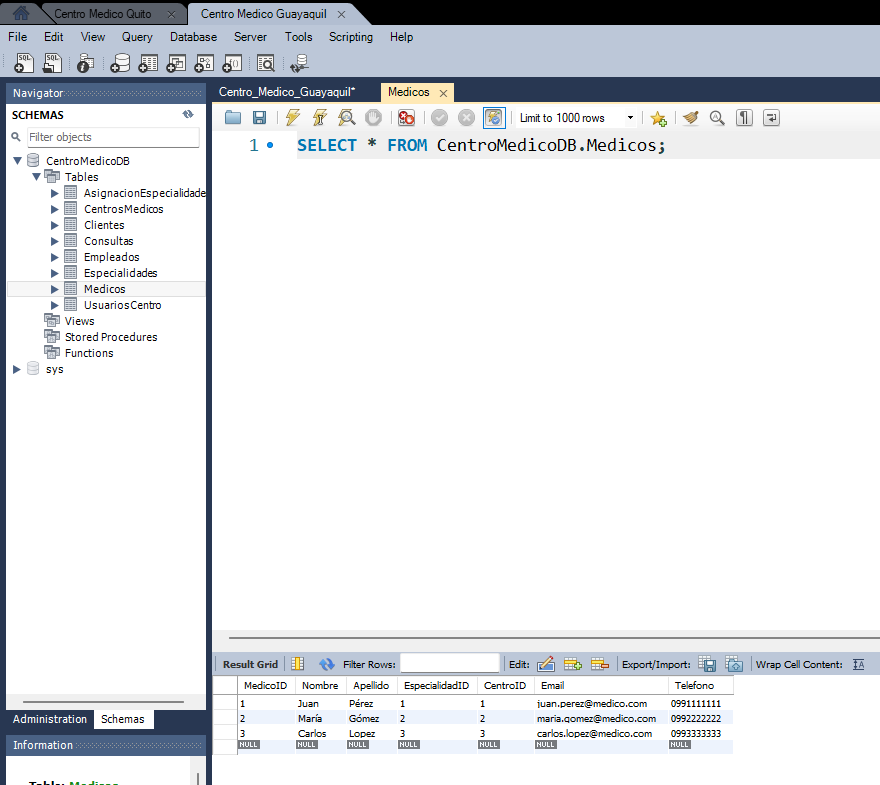 Centro Medico Quito
Centro Medico Guayaquil
File Edit View Query Database Server Tools Scripting Help
Navigator
SCHEMAS
Filter objects
CentroMedicoDB
Tables
AsignacionEspecialidade
CentrosMedicos
Clientes
Consultas
Empleados
Especialidades
Medicos
UsuariosCentro
Views
Stored Procedures
Functions
sys
Administration Schemas
Information
Table: Medicos
Centro_Medico_Guayaquil* Medicos
Limit to 1000 rows
1 SELECT * FROM CentroMedicoDB.Medicos;
Result Grid Filter Rows: Edit: Export/Import: Wrap Cell Content:
MedicoID Nombre Apellido EspecialidadID CentroID Email Telefono
1 Juan Pérez 1 1 juan.perez@medico.com 0991111111
2 María Gómez 2 2 maria.gomez@medico.com 0992222222
3 Carlos Lopez 3 3 carlos.lopez@medico.com 0993333333
NULL NULL NULL NULL NULL NULL NULL